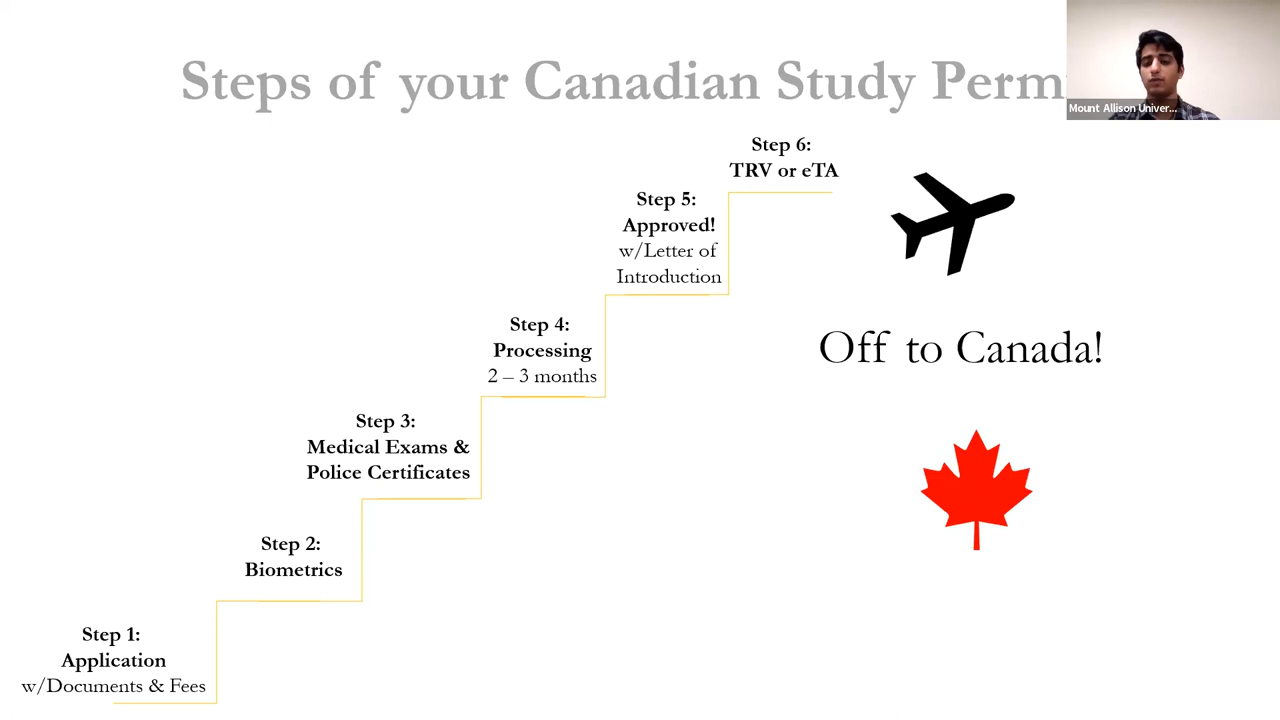 Steps of your Canadian Study Perm
Mount Allison Univer...
Step 6:
TRV or eTA
Step 5:
Approved!
w/Letter of
Introduction
Step 4:
Processing
2 – 3 months
Off to Canada!
Step 3:
Medical Exams &
Police Certificates
Step 2:
Biometrics
Step 1:
Application
w/Documents & Fees